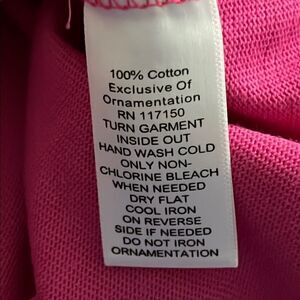 100% Cotton
Exclusive Of
Ornamentation
RN 117150
TURN GARMENT
INSIDE OUT
HAND WASH COLD
ONLY NON-
CHLORINE BLEACH
WHEN NEEDED
DRY FLAT
COOL IRON
ON REVERSE
SIDE IF NEEDED
DO NOT IRON
ORNAMENTATION